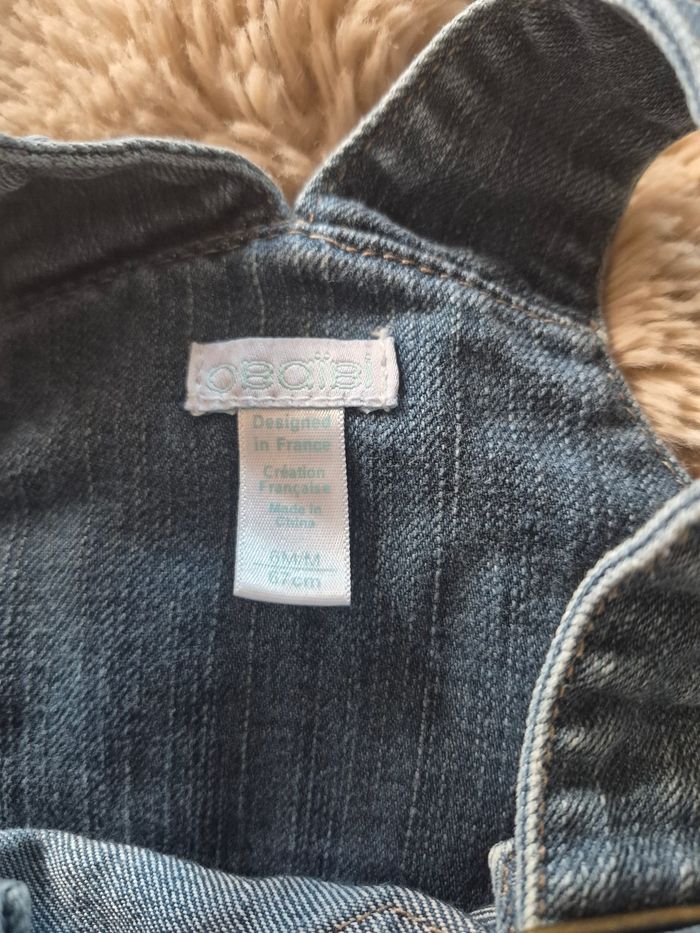 obaïbi
Designed
in France
Création
Française
Made in
China
6M/M
67cm